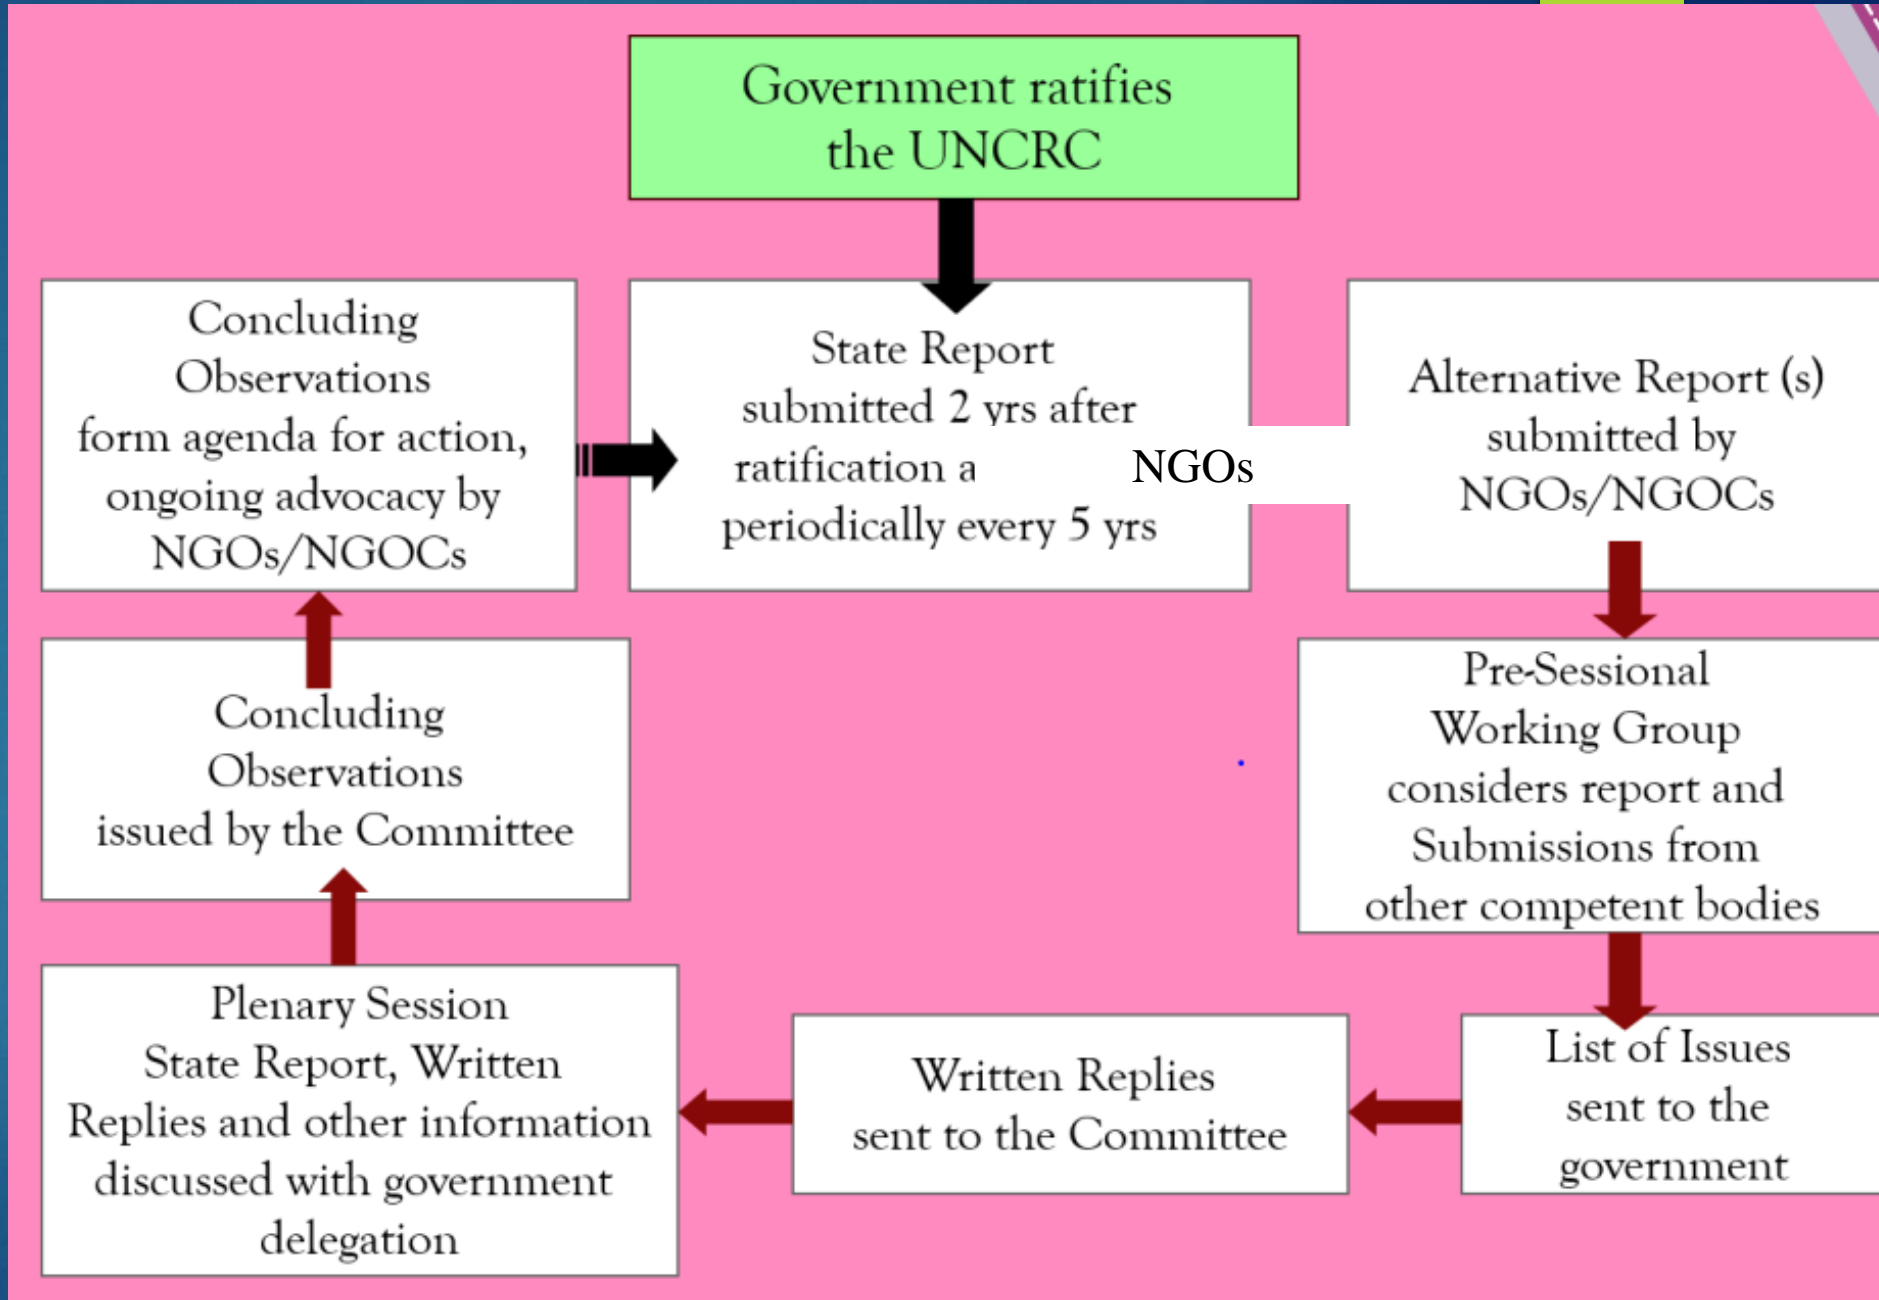 Government ratifies
the UNCRC
Concluding
Observations
form agenda for action,
ongoing advocacy by
NGOs/NGOCs
State Report
submitted 2 yrs after
ratification a
periodically every 5 yrs
NGOs
Alternative Report (s)
submitted by
NGOs/NGOCs
Pre-Sessional
Working Group
considers report and
Submissions from
other competent bodies
List of Issues
sent to the
government
Written Replies
sent to the Committee
Plenary Session
State Report, Written
Replies and other information
discussed with government
delegation
Concluding
Observations
issued by the Committee